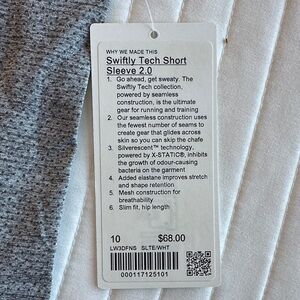 WHY WE MADE THIS
Swiftly Tech Short
Sleeve 2.0
1. Go ahead, get sweaty. The
Swiftly Tech collection,
powered by seamless
construction, is the ultimate
gear for running and training
2. Our seamless construction uses
the fewest number of seams to
create gear that glides across
skin so you can skip the chafe
3. Silverescent™ technology,
powered by X-STATIC®, inhibits
the growth of odour-causing
bacteria on the garment
4. Added elastane improves stretch
and shape retention
5. Mesh construction for
breathability
6. Slim fit, hip length
10 $68.00
LW3DFNS SLTE/WHT
000117125101